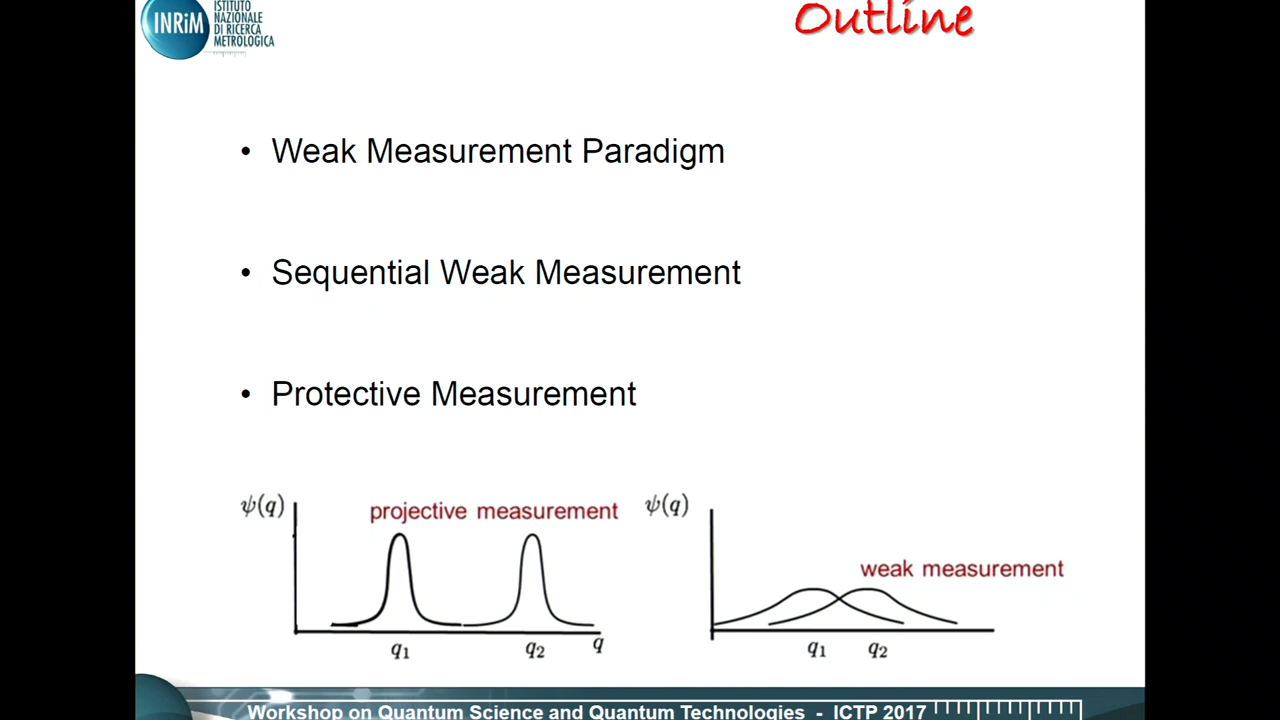 INRiM
ISTITUTO
NAZIONALE
DI RICERCA
METROLOGICA
Outline
• Weak Measurement Paradigm
• Sequential Weak Measurement
• Protective Measurement
ψ(q)
projective measurement
q₁
q₂
q
ψ(q)
weak measurement
q₁
q₂
Workshop on Quantum Science and Quantum Technologies - ICTP 2017